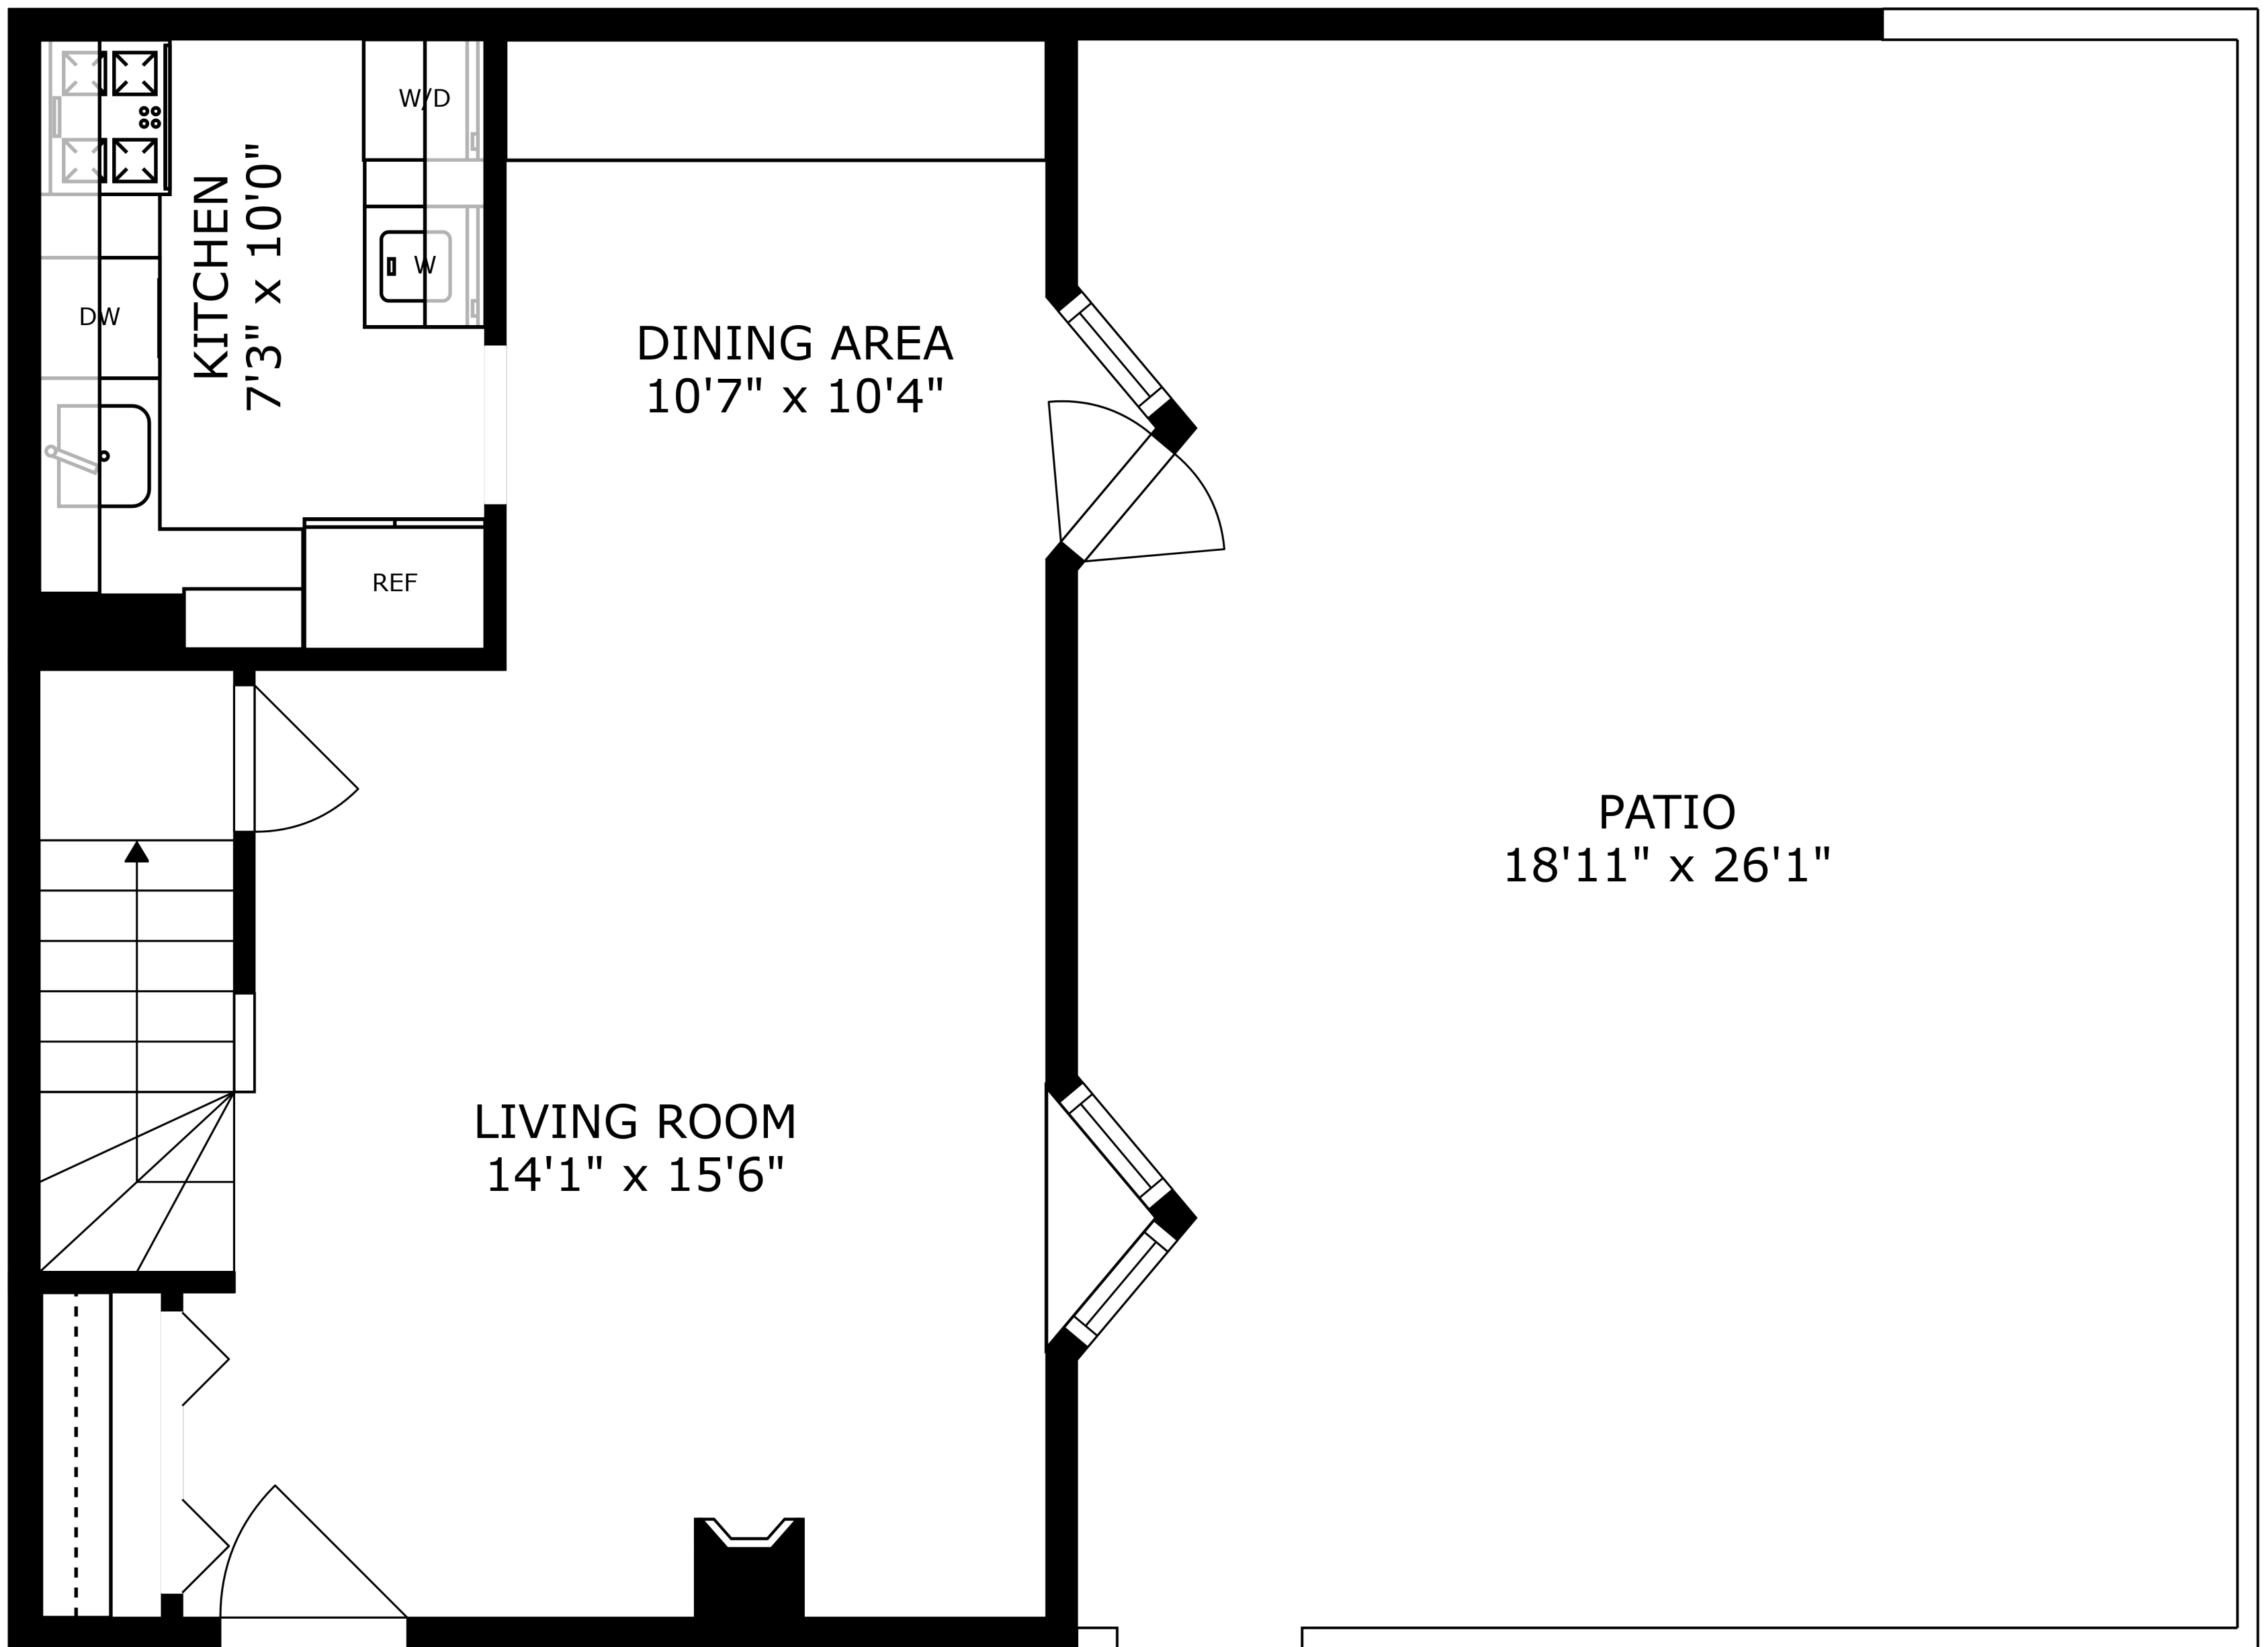 W/D
KITCHEN
7'3" x 10'0"
W
DW
DINING AREA
10'7" x 10'4"
REF
PATIO
18'11" x 26'1"
LIVING ROOM
14'1" x 15'6"